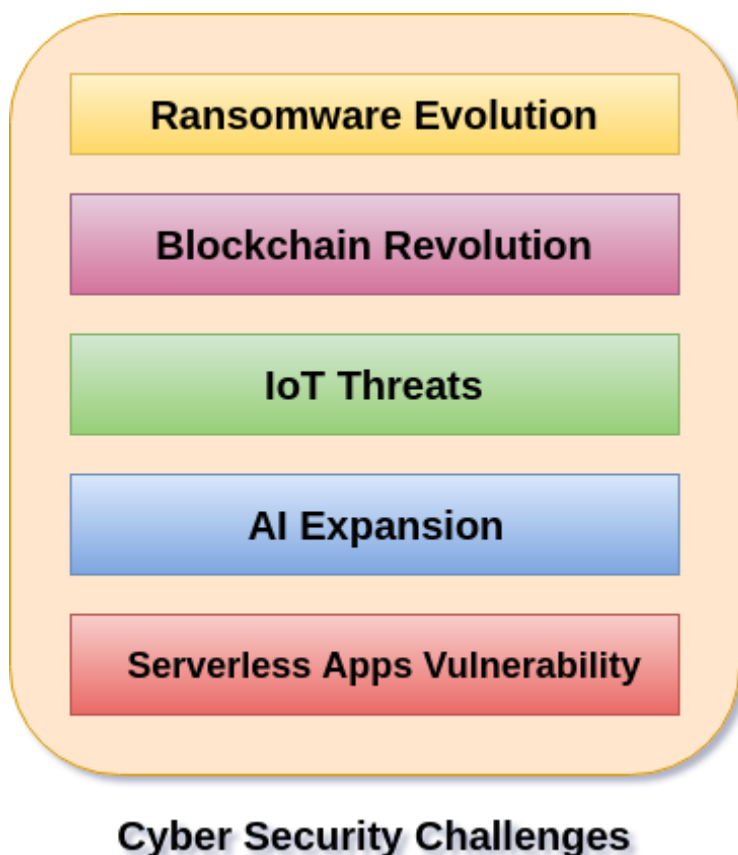 Ransomware Evolution
Blockchain Revolution
IoT Threats
AI Expansion
Serverless Apps Vulnerability
Cyber Security Challenges